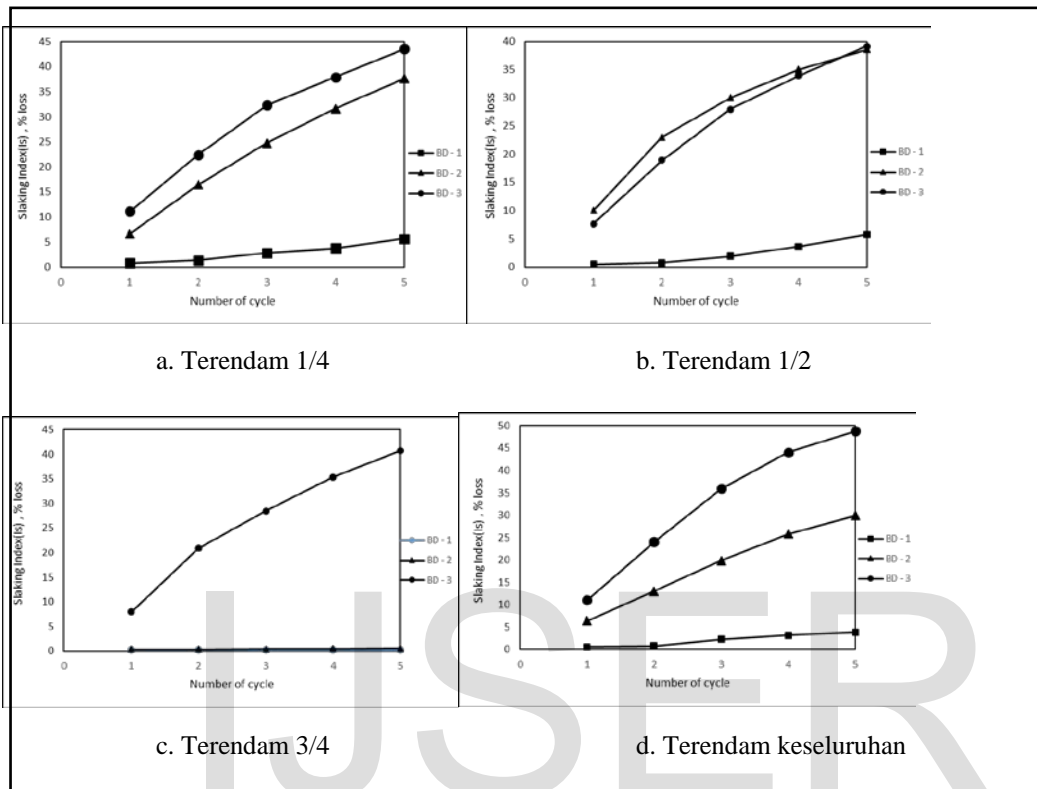 45
40
35
30
25
20
15
10
5
0
Slaking Index(Is) , % loss
0 1 2 3 4 5
Number of cycle
BD - 1
BD - 2
BD - 3
40
35
30
25
20
15
10
5
0
Slaking Index(Is) , % loss
0 1 2 3 4 5
Number of cycle
BD - 1
BD - 2
BD - 3
a. Terendam 1/4
b. Terendam 1/2
45
40
35
30
25
20
15
10
5
0
Slaking Index(Is) , % loss
0 1 2 3 4 5
Number of cycle
BD - 1
BD - 2
BD - 3
50
45
40
35
30
25
20
15
10
5
0
Slaking Index(Is) , % loss
0 1 2 3 4 5
Number of cycle
BD - 1
BD - 2
BD - 3
c. Terendam 3/4
d. Terendam keseluruhan
IJSER